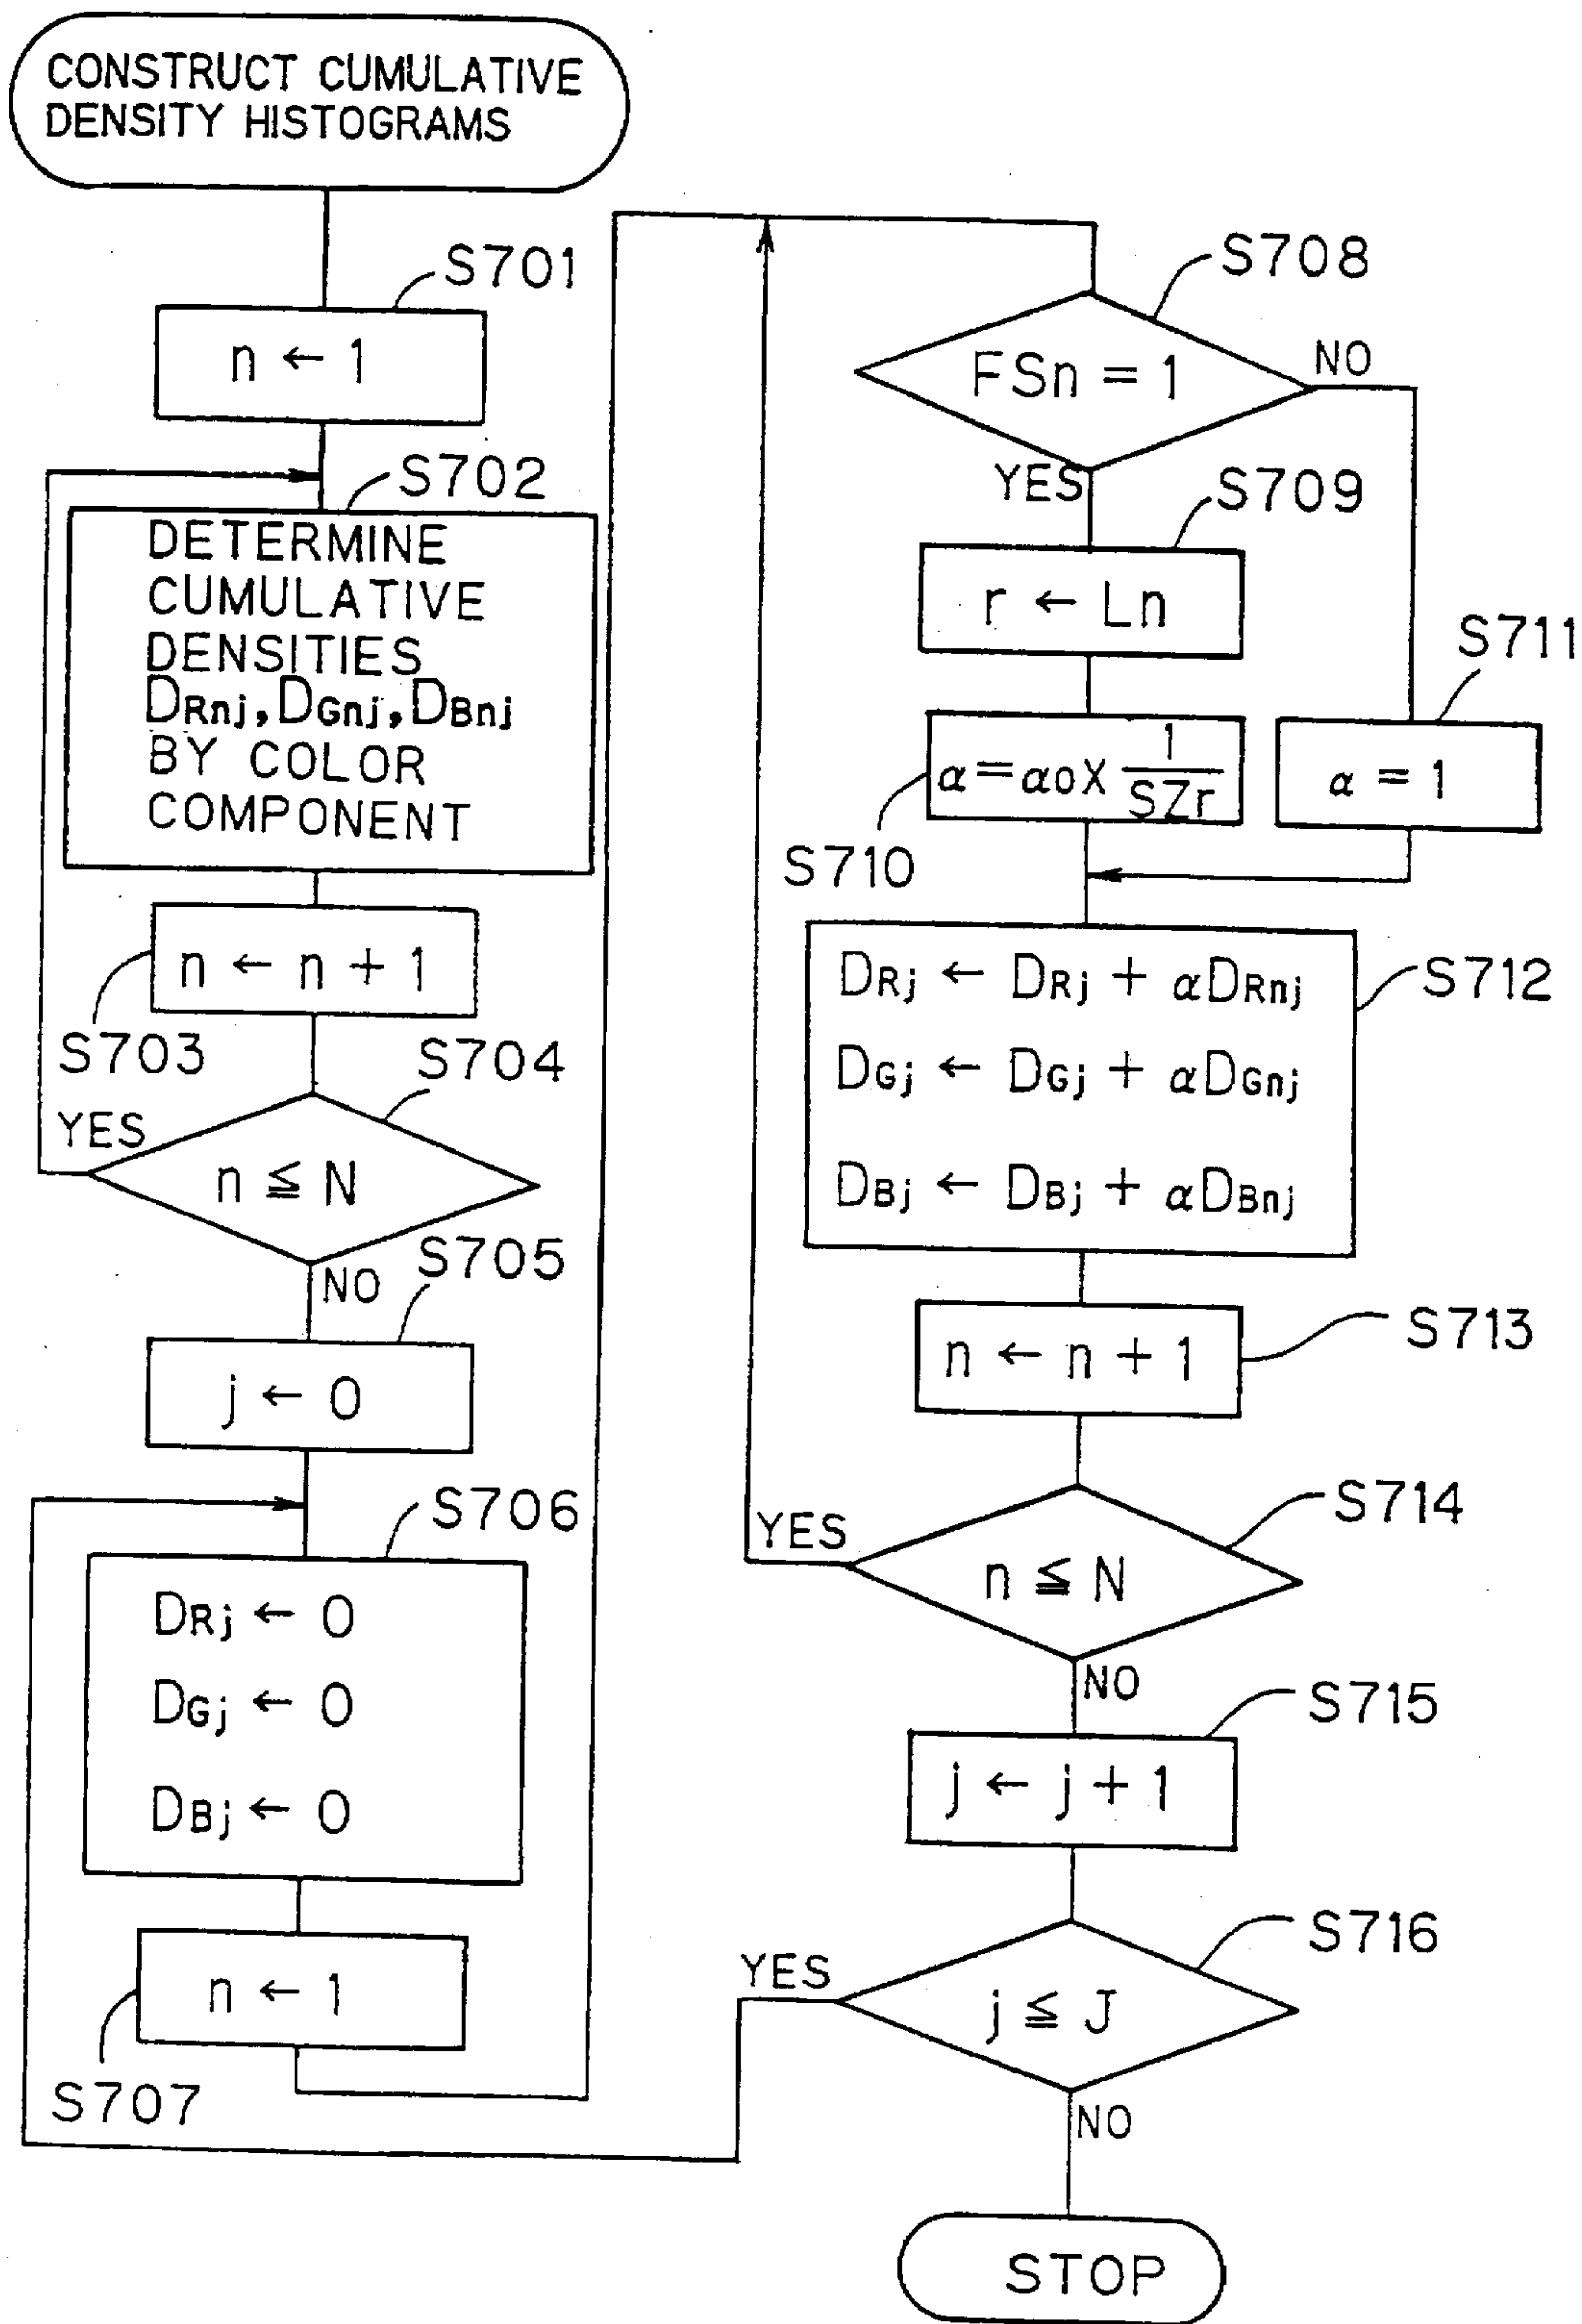 CONSTRUCT CUMULATIVE
DENSITY HISTOGRAMS
S701
n ← 1
S702
DETERMINE
CUMULATIVE
DENSITIES
DRnj, DGnj, DBnj
BY COLOR
COMPONENT
n ← n + 1
S703
S704
YES
n ≦ N
NO
S705
j ← 0
S706
DRj ← 0
DGj ← 0
DBj ← 0
n ← 1
S707
S708
FSn = 1
NO
YES
S709
r ← Ln
S711
α = αo X 1/SZr
α = 1
S710
DRj ← DRj + αDRnj
S712
DGj ← DGj + αDGnj
DBj ← DBj + αDBnj
S713
n ← n + 1
S714
YES
n ≦ N
NO
S715
j ← j + 1
S716
YES
j ≦ J
NO
STOP